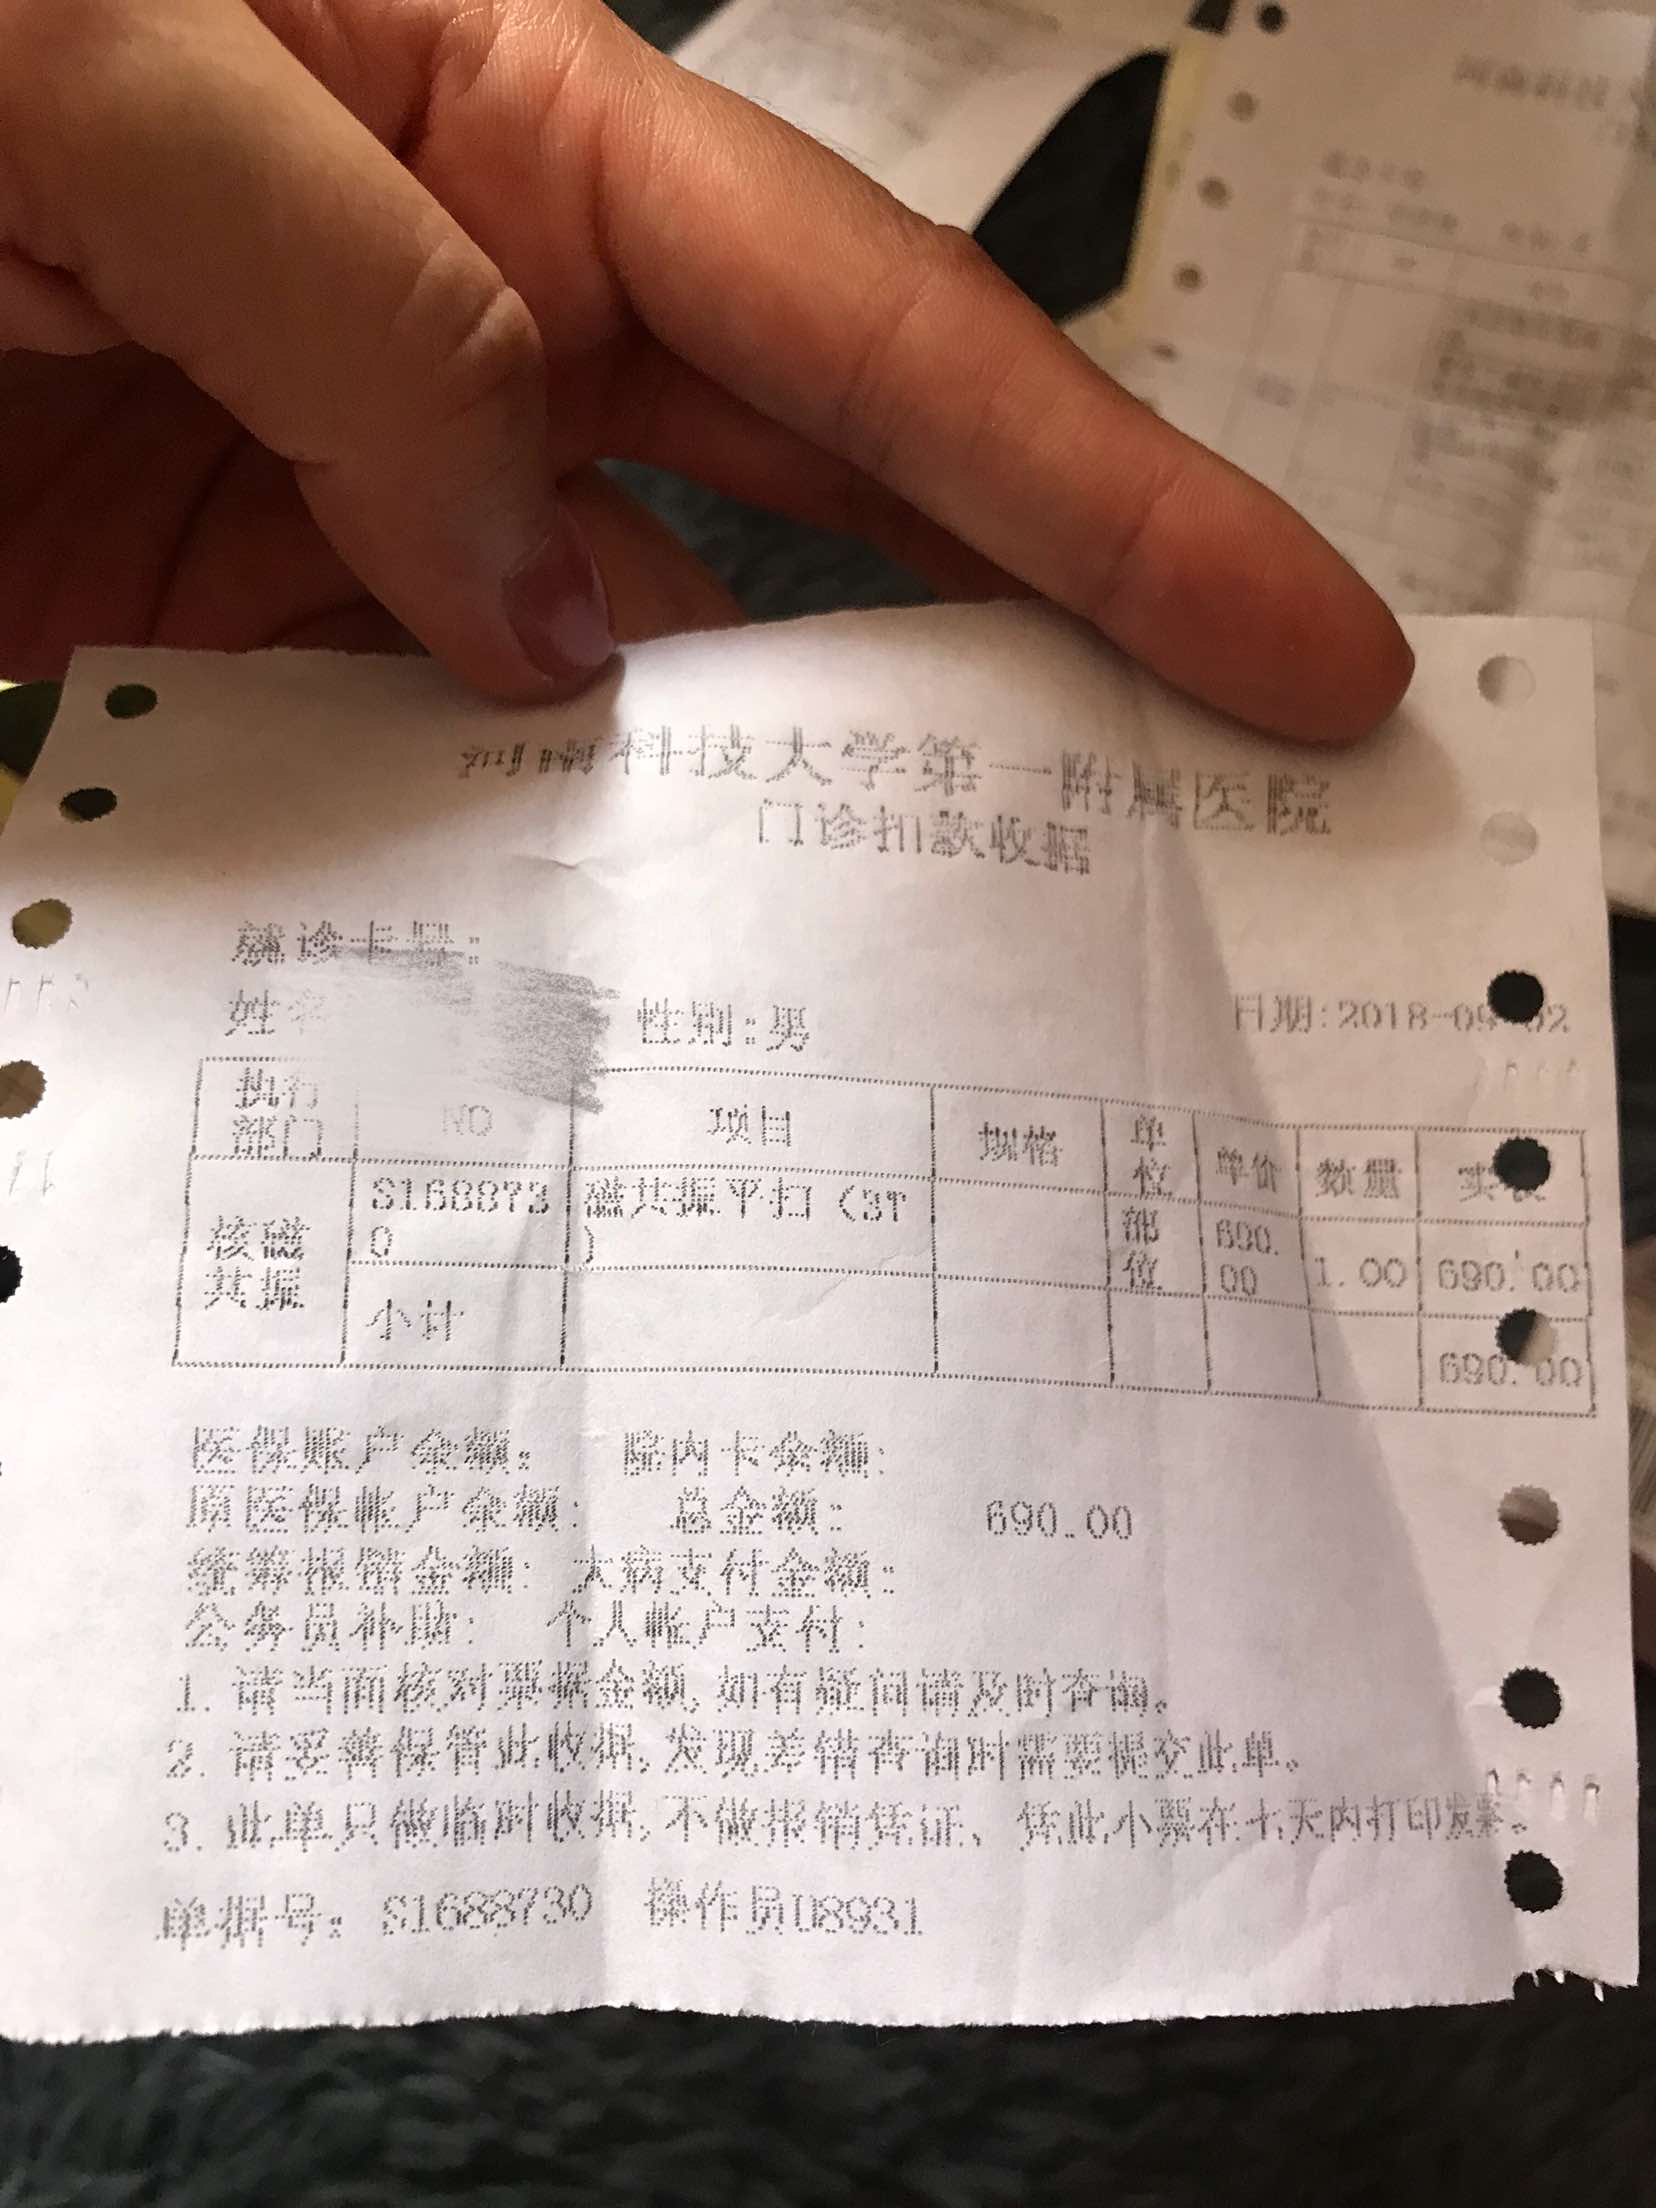 河南科技大学第一附属医院
门诊扣款收据
就诊卡号:
姓名
性别:男 日期:2018-09-02
执行部门 NO 项目 规格 单位 单价 数量 实收
核磁共振 S1688730 磁共振平扫(3T) 部位 690.00 1.00 690.00
小计 690.00
医保账户余额: 院内卡余额:
原医保帐户余额: 总金额: 690.00
统筹报销金额: 大病支付金额:
公务员补助: 个人帐户支付:
1.请当面核对票据金额,如有疑问请及时查询。
2.请妥善保管此收据,发现差错查询时需要提交此单。
3.此单只做临时收据,不做报销凭证、凭此小票在七天内打印发票。
单据号: S1688730 操作员U8931